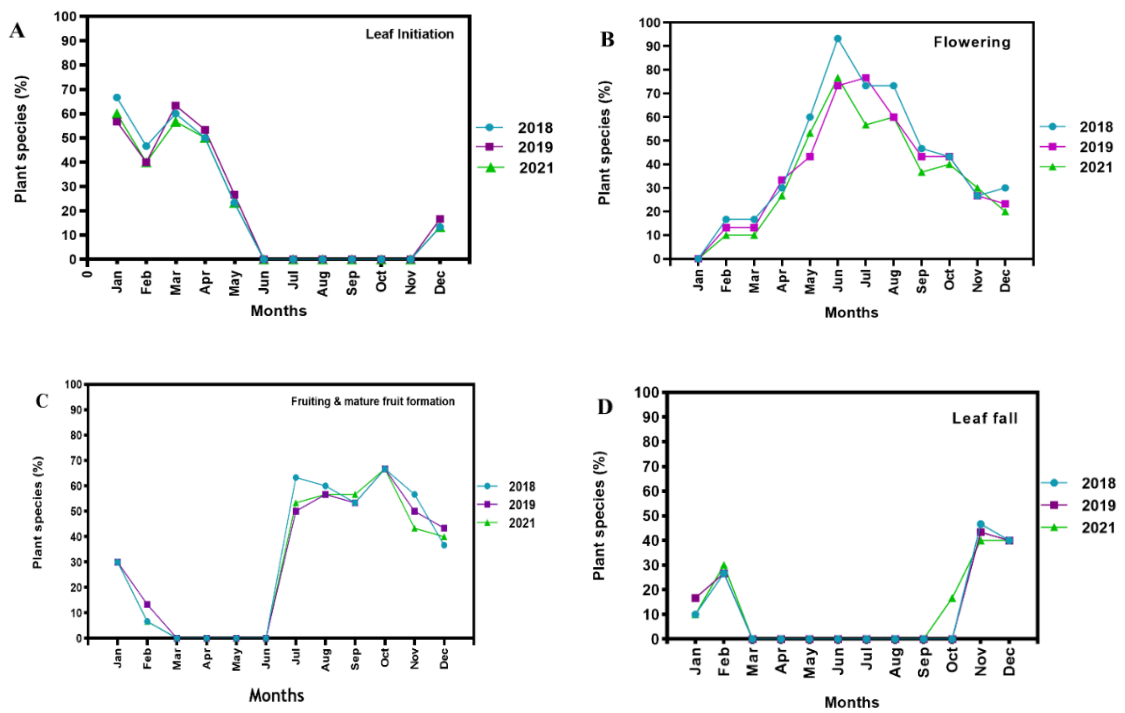 A
Leaf Initiation
Plant species (%)
100
90
80
70
60
50
40
30
20
10
0
0
Jan
Feb
Mar
Apr
May
Jun
Jul
Aug
Sep
Oct
Nov
Dec
Months
2018
2019
2021
B
Flowering
Plant species (%)
100
90
80
70
60
50
40
30
20
10
0
Jan
Feb
Mar
Apr
May
Jun
Jul
Aug
Sep
Oct
Nov
Dec
Months
2018
2019
2021
C
Fruiting & mature fruit formation
Plant species (%)
100
90
80
70
60
50
40
30
20
10
0
Jan
Feb
Mar
Apr
May
Jun
Jul
Aug
Sep
Oct
Nov
Dec
Months
2018
2019
2021
D
Leaf fall
Plant species (%)
100
90
80
70
60
50
40
30
20
10
0
Jan
Feb
Mar
Apr
May
Jun
Jul
Aug
Sep
Oct
Nov
Dec
Months
2018
2019
2021